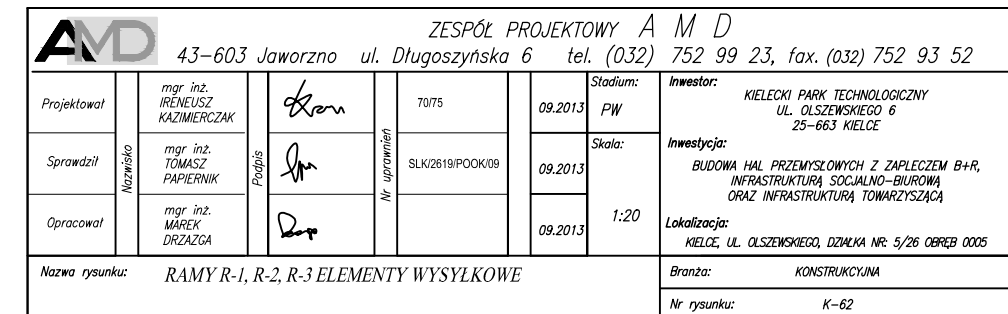 AMD
ZESPÓŁ PROJEKTOWY A M D
43-603 Jaworzno ul. Długoszyńska 6 tel. (032) 752 99 23, fax. (032) 752 93 52
Projektował
Nazwisko
mgr inż.
IRENEUSZ
KAZIMIERCZAK
Podpis
Nr uprawnień
70/75
09.2013
Sprawdził
mgr inż.
TOMASZ
PAPIERNIK
SLK/2619/POOK/09
09.2013
Opracował
mgr inż.
MAREK
DRZAZGA
09.2013
Stadium:
PW
Skala:
1:20
Inwestor:
KIELECKI PARK TECHNOLOGICZNY
UL. OLSZEWSKIEGO 6
25-663 KIELCE
Inwestycja:
BUDOWA HAL PRZEMYSŁOWYCH Z ZAPLECZEM B+R,
INFRASTRUKTURĄ SOCJALNO-BIUROWĄ
ORAZ INFRASTRUKTURĄ TOWARZYSZĄCĄ
Lokalizacja:
KIELCE, UL. OLSZEWSKIEGO, DZIAŁKA NR: 5/26 OBRĘB 0005
Nazwa rysunku:
RAMY R-1, R-2, R-3 ELEMENTY WYSYŁKOWE
Branża:
KONSTRUKCYJNA
Nr rysunku:
K-62